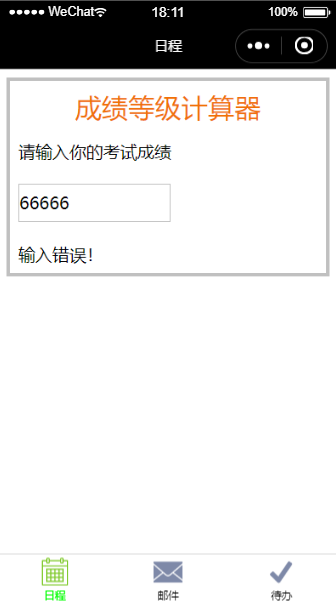 WeChat 18:11 100%
日程
成绩等级计算器
请输入你的考试成绩
66666
输入错误!
日程 邮件 待办